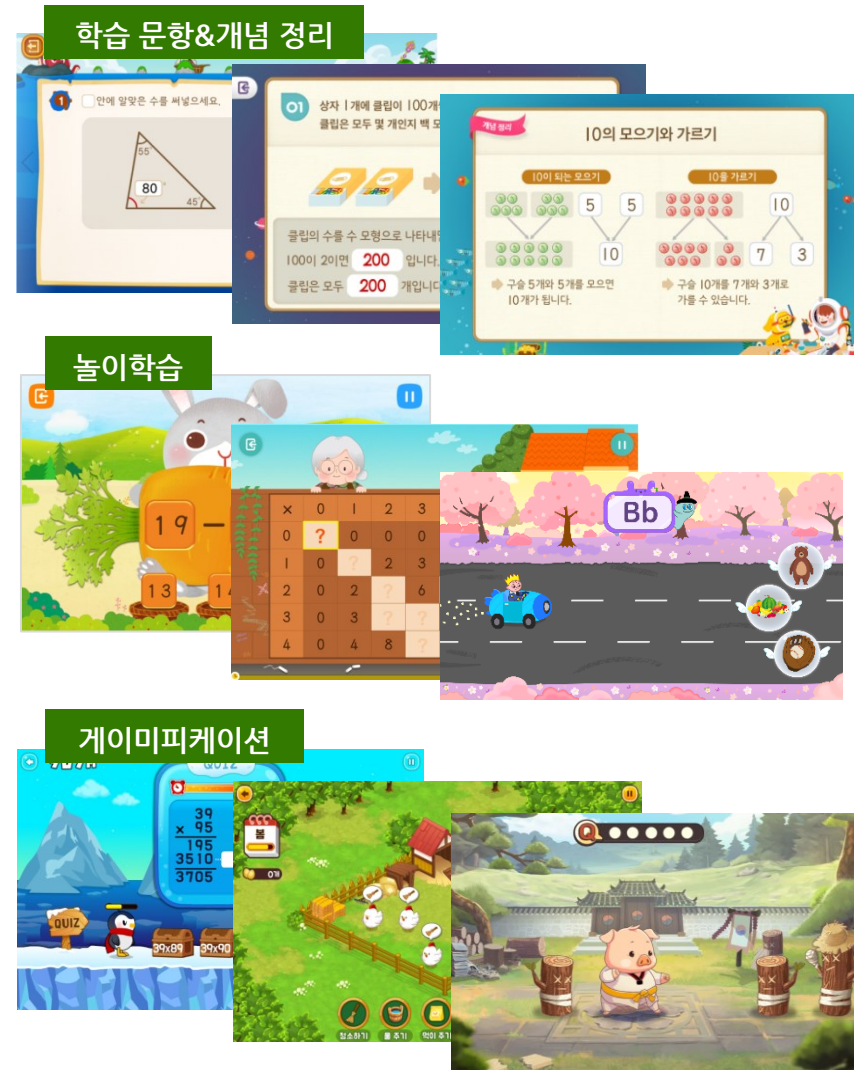 학습 문항&개념 정리
1
안에 알맞은 수를 써넣으세요.
55°
80°
45°
01
상자 1개에 클립이 100개
클립은 모두 몇 개인지 백 모
클립의 수를 수 모형으로 나타내면
100이 2이면 200 입니다.
클립은 모두 200 개입니다
개념 정리
10의 모으기와 가르기
10이 되는 모으기
5 5
10
구슬 5개와 5개를 모으면
10개가 됩니다.
10을 가르기
10
7 3
구슬 10개를 7개와 3개로
가를 수 있습니다.
놀이학습
19 −
13 14
× 0 1 2 3
0 ? 0 0 0
1 0 ? 2 3
2 0 2 ? 6
3 0 3 ? ?
4 0 4 8 ?
Bb
게이미피케이션
QUIZ
39
× 95
195
3510
3705
QUIZ
39x89 39x90
봄
0개
청소하기 물 주기 먹이 주기
Q